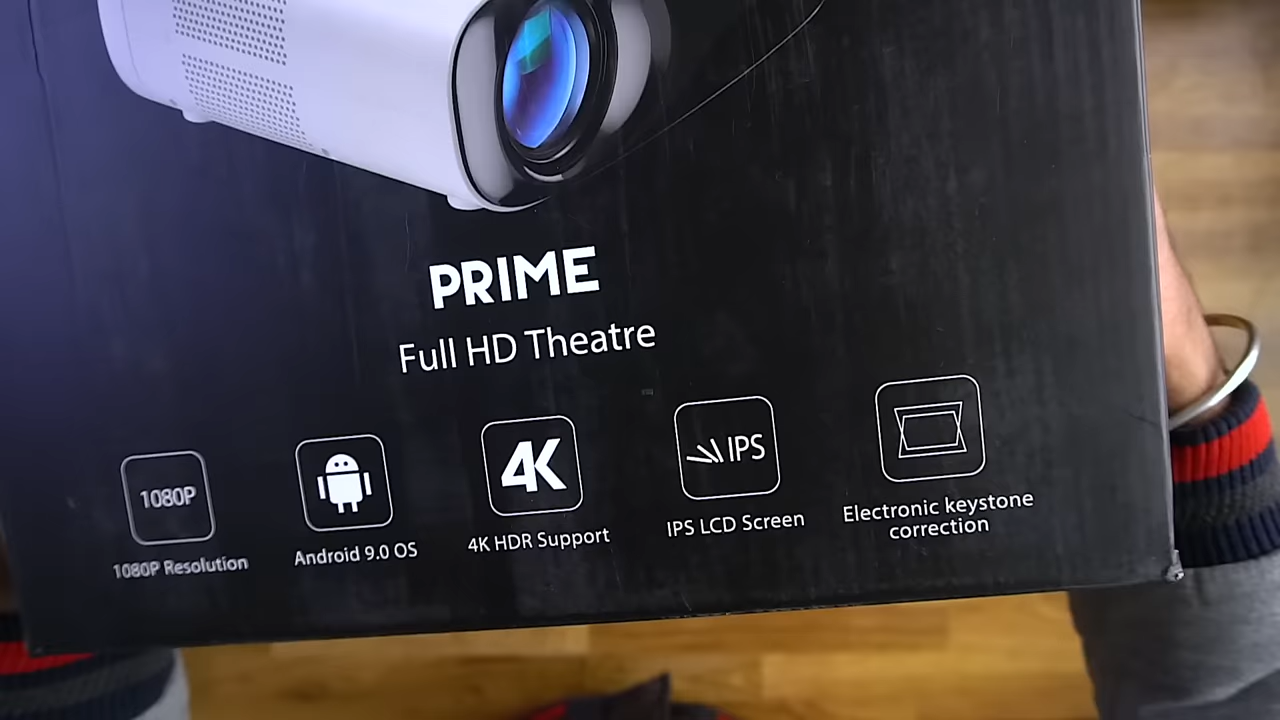 PRIME
Full HD Theatre
1080P
4K
IPS
1080P Resolution
Android 9.0 OS
4K HDR Support
IPS LCD Screen
Electronic keystone
correction